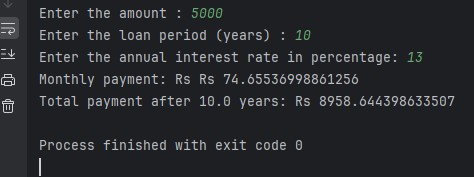 Enter the amount : 5000
Enter the loan period (years) : 10
Enter the annual interest rate in percentage: 13
Monthly payment: Rs Rs 74.65536998861256
Total payment after 10.0 years: Rs 8958.644398633507
Process finished with exit code 0